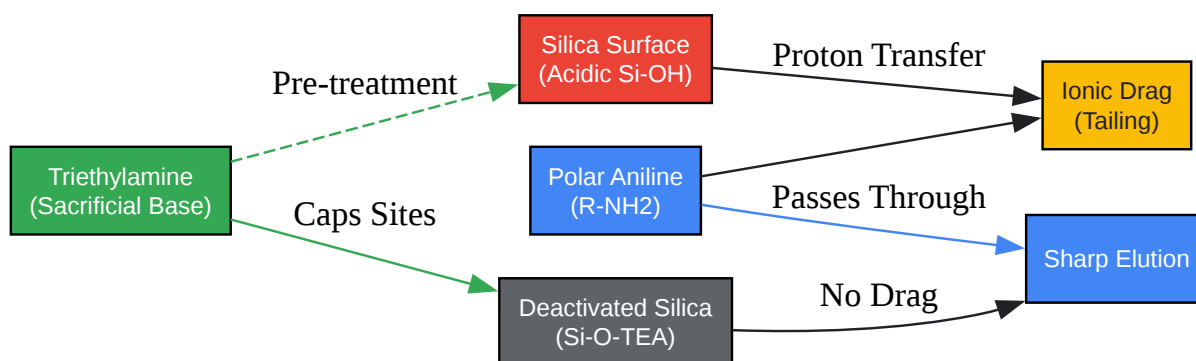 Silica Surface
(Acidic Si-OH)
Proton Transfer
Pre-treatment
Ionic Drag
(Tailing)
Triethylamine
(Sacrificial Base)
Polar Aniline
(R-NH2)
Passes Through
Caps Sites
Sharp Elution
Deactivated Silica
(Si-O-TEA)
No Drag